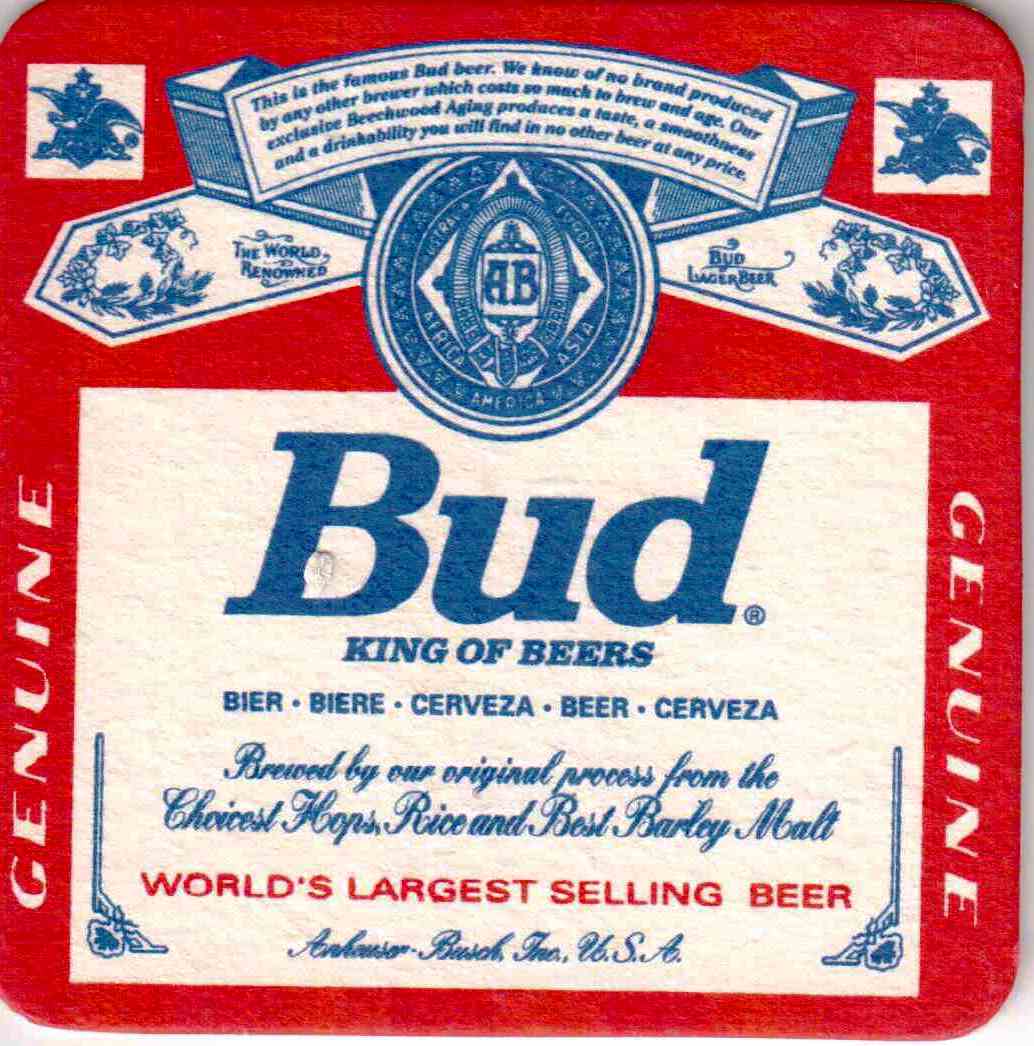 This is the famous Bud beer. We know of no brand produced
by any other brewer which costs so much to brew and age. Our
exclusive Beechwood Aging produces a taste, a smoothness
and a drinkability you will find in no other beer at any price.
THE WORLD
RENOWNED
BUD
LAGER BEER
EUROPE
AFRICA
ASIA
AMERICA
AB
Bud®
KING OF BEERS
BIER · BIERE · CERVEZA · BEER · CERVEZA
Brewed by our original process from the
Choicest Hops, Rice and Best Barley Malt
WORLD'S LARGEST SELLING BEER
Anheuser-Busch, Inc., U.S.A.
GENUINE
GENUINE